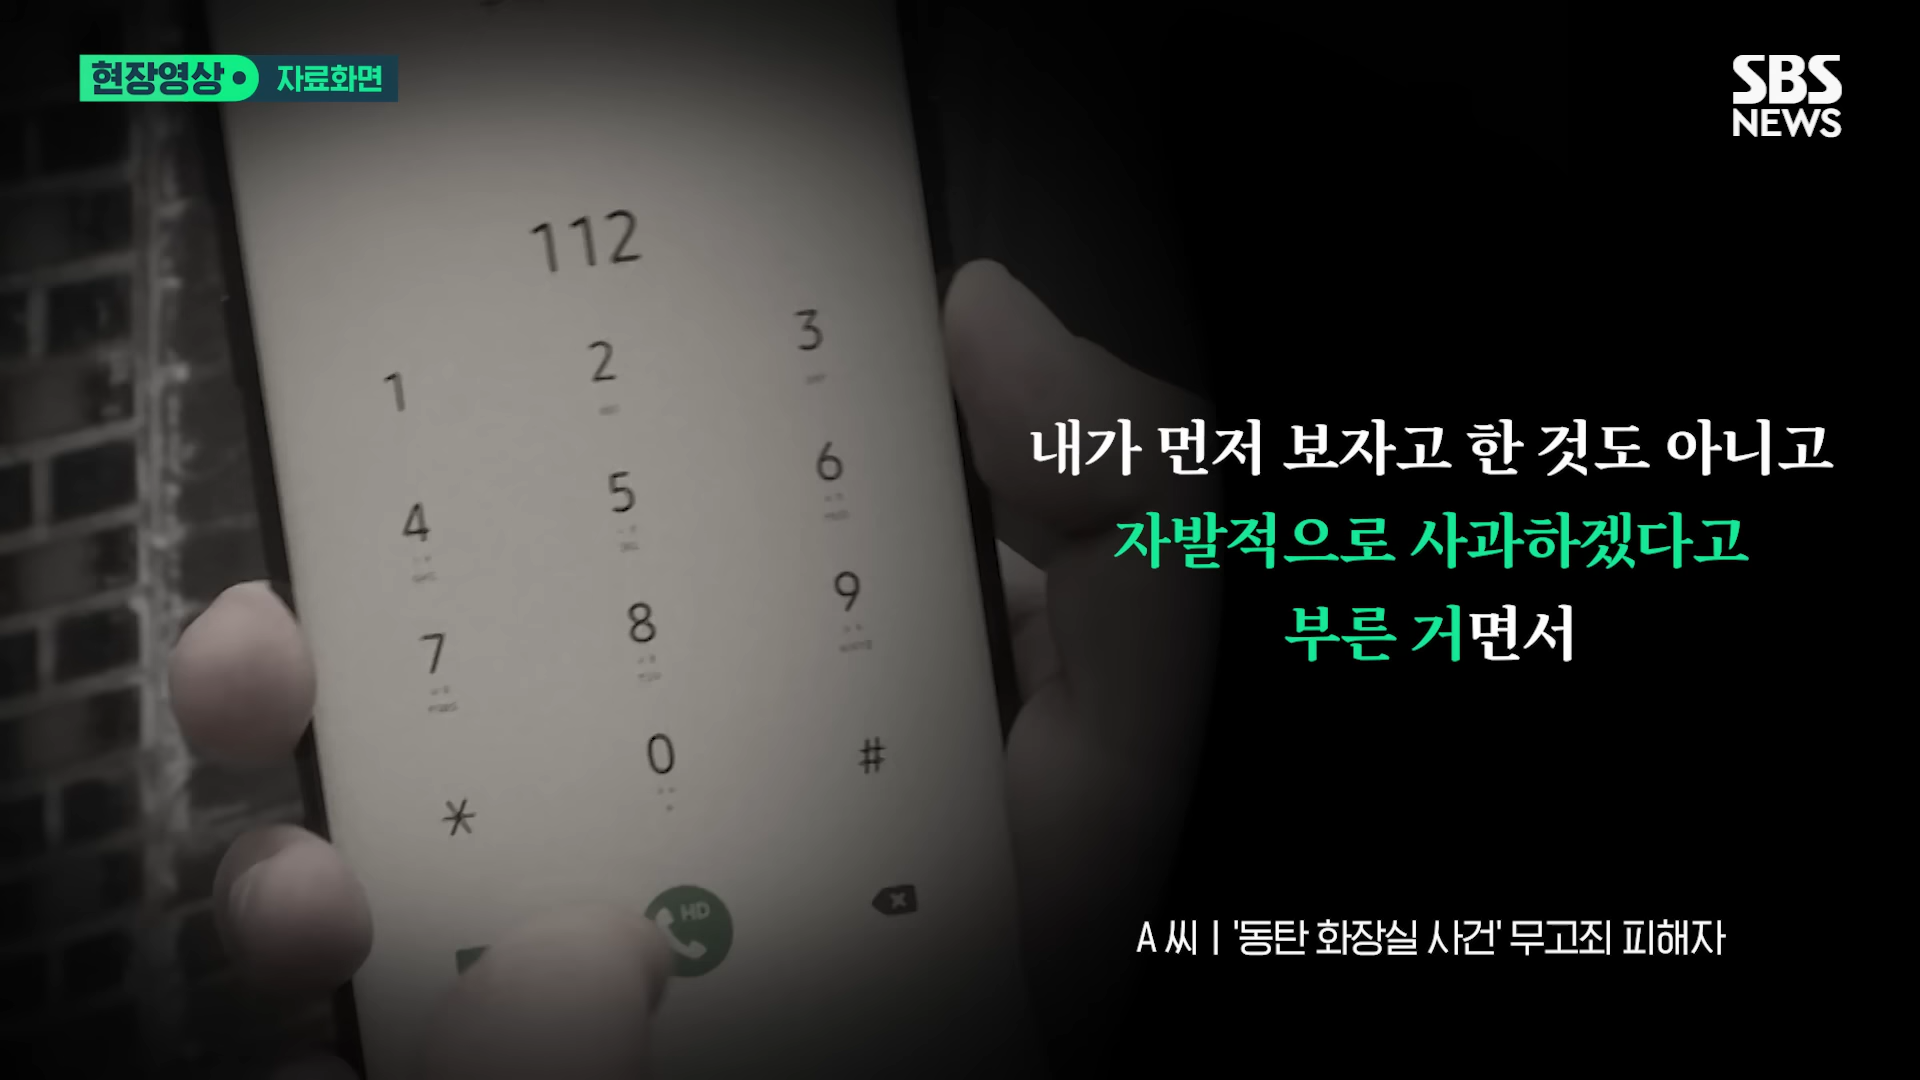 현장영상 자료화면
SBS
NEWS
112
1 2 3
4 5 6
7 8 9
* 0 #
HD
내가 먼저 보자고 한 것도 아니고
자발적으로 사과하겠다고
부른 거면서
A 씨 | '동탄 화장실 사건' 무고죄 피해자